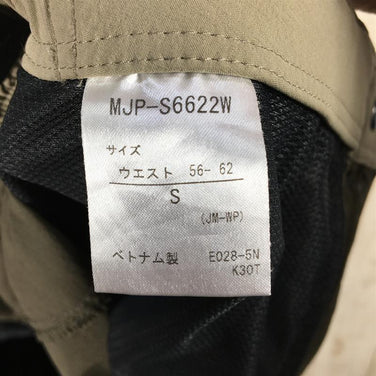 MJP-S6622W
サイズ
ウエスト 56- 62
S
(JM-WP)
ベトナム製 E028-5N
K30T